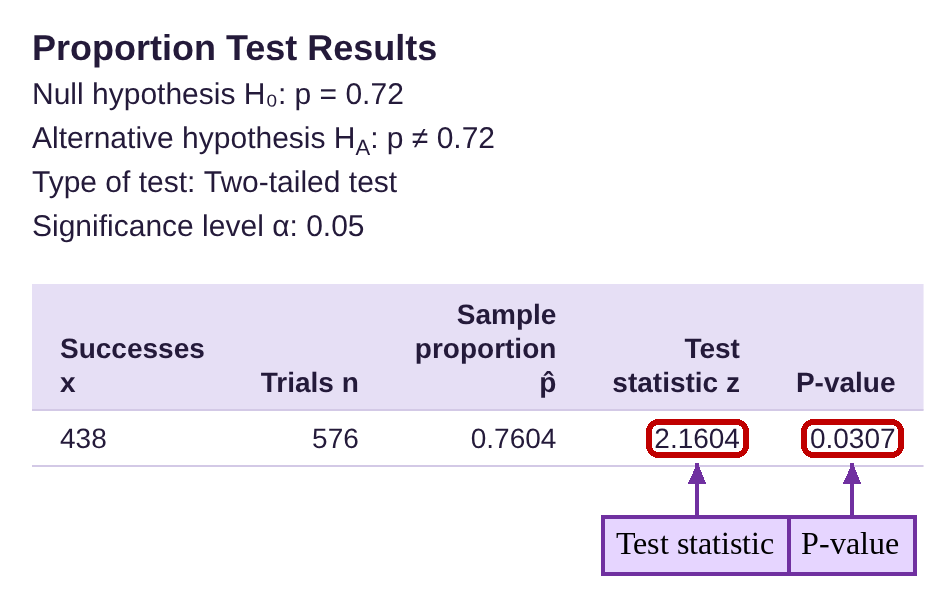 Proportion Test Results
Null hypothesis H₀: p = 0.72
Alternative hypothesis H_A: p ≠ 0.72
Type of test: Two-tailed test
Significance level α: 0.05
Successes x
Trials n
Sample proportion p̂
Test statistic z
P-value
438 576 0.7604 2.1604 0.0307
Test statistic P-value